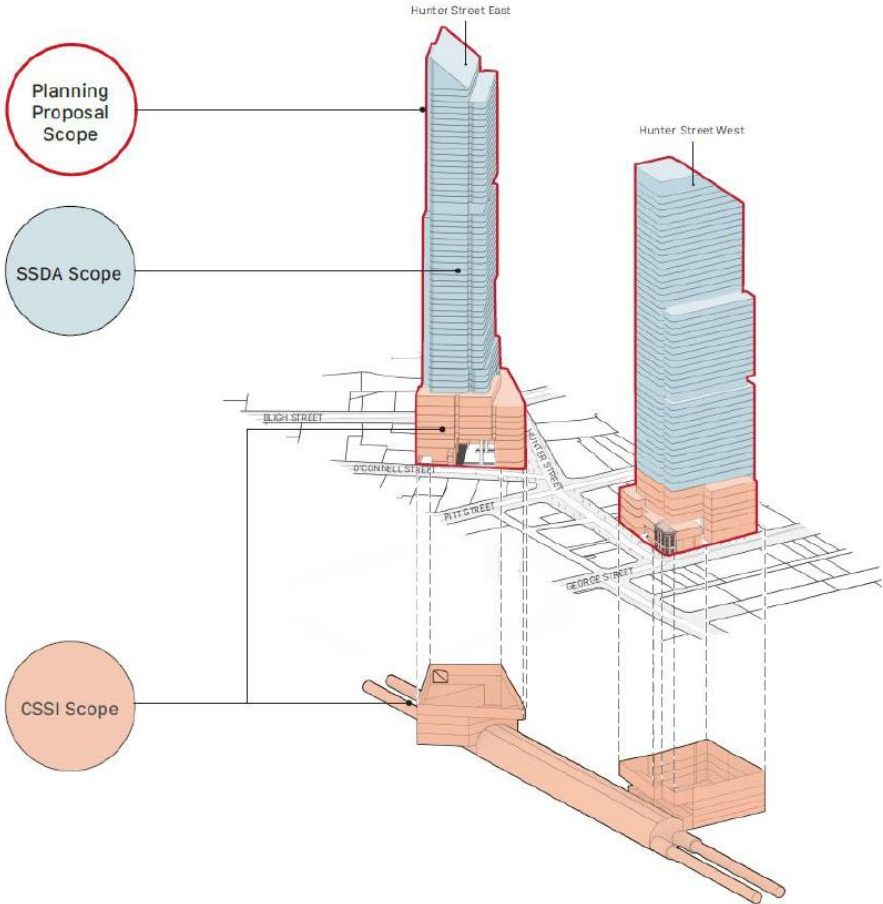 Hunter Street East
Planning
Proposal
Scope
Hunter Street West
SSDA Scope
BLIGH STREET
HUNTER STREET
O'CONNELL STREET
PITT STREET
GEORGE STREET
CSSI Scope